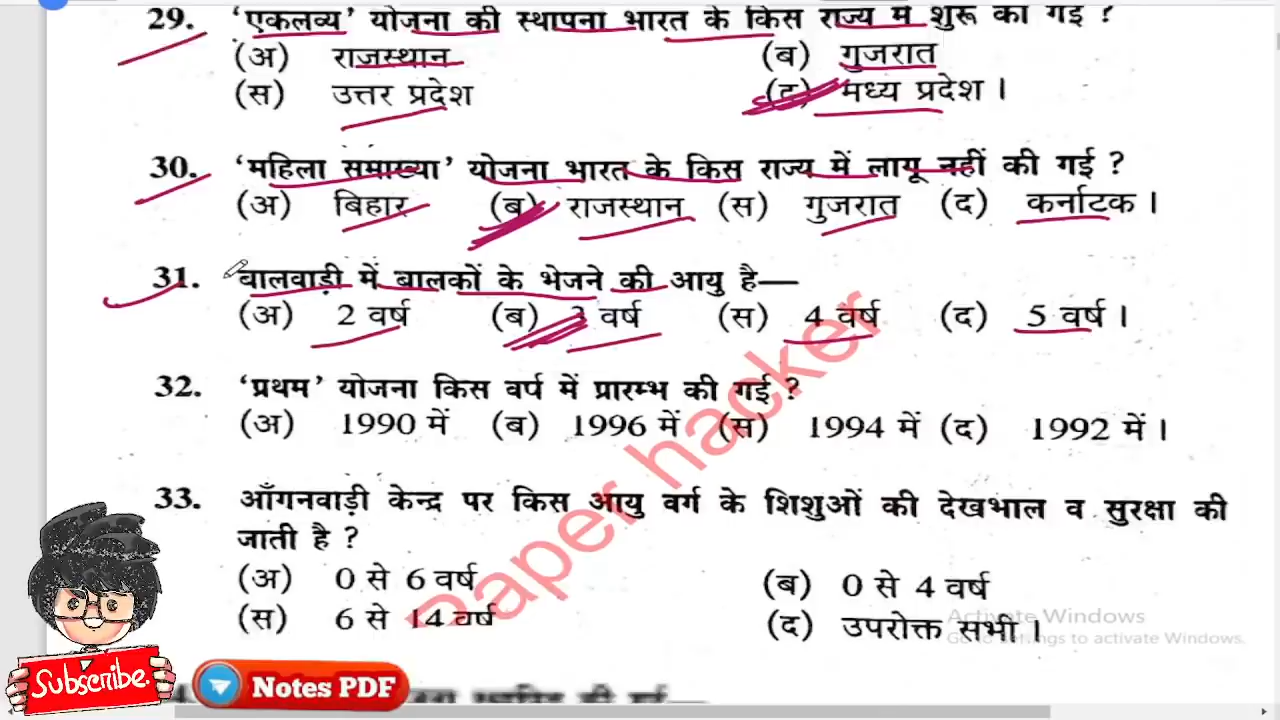 29. ‘एकलव्य’ योजना की स्थापना भारत के किस राज्य में शुरू की गई ?
(अ) राजस्थान (ब) गुजरात
(स) उत्तर प्रदेश (द) मध्य प्रदेश ।
30. ‘महिला समाख्या’ योजना भारत के किस राज्य में लागू नहीं की गई ?
(अ) बिहार (ब) राजस्थान (स) गुजरात (द) कर्नाटक ।
31. बालवाड़ी में बालकों के भेजने की आयु है—
(अ) 2 वर्ष (ब) 3 वर्ष (स) 4 वर्ष (द) 5 वर्ष ।
32. ‘प्रथम’ योजना किस वर्ष में प्रारम्भ की गई ?
(अ) 1990 में (ब) 1996 में (स) 1994 में (द) 1992 में ।
33. आँगनवाड़ी केन्द्र पर किस आयु वर्ग के शिशुओं की देखभाल व सुरक्षा की
जाती है ?
(अ) 0 से 6 वर्ष (ब) 0 से 4 वर्ष
(स) 6 से 14 वर्ष (द) उपरोक्त सभी ।
Paper hacker
Activate Windows
Go to Settings to activate Windows.
Subscribe.
Notes PDF